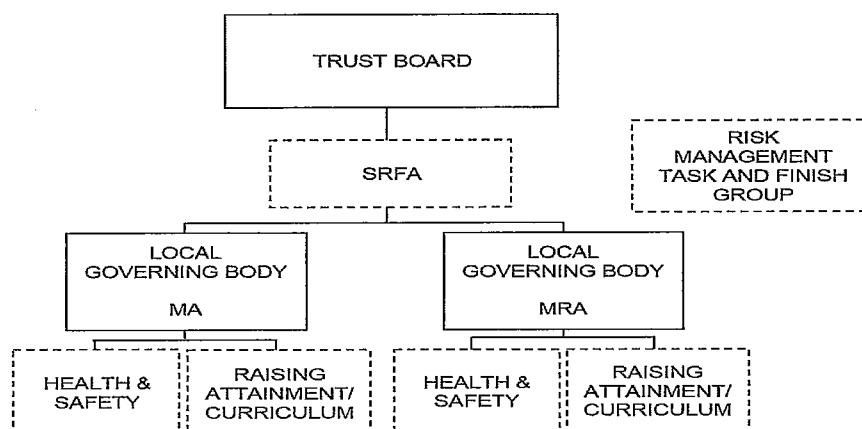 TRUST BOARD
SRFA
RISK
MANAGEMENT
TASK AND FINISH
GROUP
LOCAL
GOVERNING BODY
MA
LOCAL
GOVERNING BODY
MRA
HEALTH &
SAFETY
RAISING
ATTAINMENT/
CURRICULUM
HEALTH &
SAFETY
RAISING
ATTAINMENT/
CURRICULUM